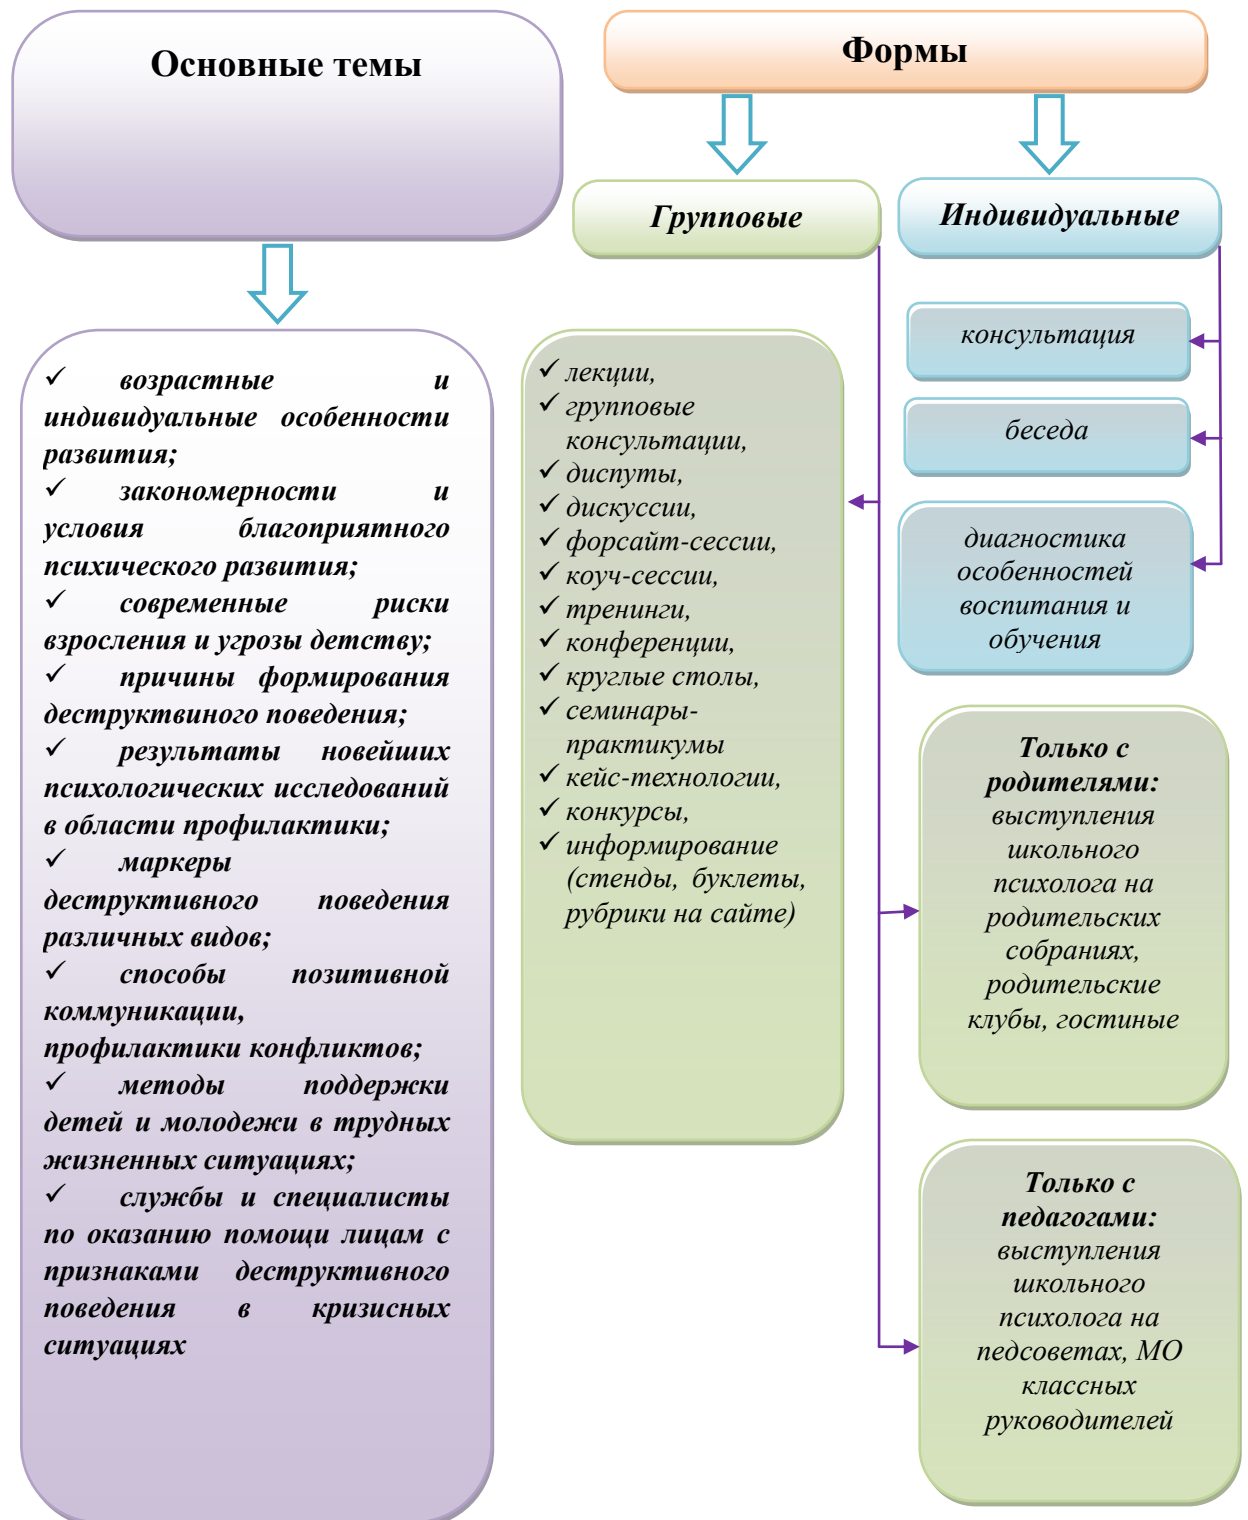 Основные темы
✓ возрастные и
индивидуальные особенности
развития;
✓ закономерности и
условия благоприятного
психического развития;
✓ современные риски
взросления и угрозы детству;
✓ причины формирования
деструктвиного поведения;
✓ результаты новейших
психологических исследований
в области профилактики;
✓ маркеры
деструктивного поведения
различных видов;
✓ способы позитивной
коммуникации,
профилактики конфликтов;
✓ методы поддержки
детей и молодежи в трудных
жизненных ситуациях;
✓ службы и специалисты
по оказанию помощи лицам с
признаками деструктивного
поведения в кризисных
ситуациях
Формы
Групповые
✓ лекции,
✓ групповые
консультации,
✓ диспуты,
✓ дискуссии,
✓ форсайт-сессии,
✓ коуч-сессии,
✓ тренинги,
✓ конференции,
✓ круглые столы,
✓ семинары-
практикумы
✓ кейс-технологии,
✓ конкурсы,
✓ информирование
(стенды, буклеты,
рубрики на сайте)
Индивидуальные
консультация
беседа
диагностика
особенностей
воспитания и
обучения
Только с
родителями:
выступления
школьного
психолога на
родительских
собраниях,
родительские
клубы, гостиные
Только с
педагогами:
выступления
школьного
психолога на
педсоветах, МО
классных
руководителей